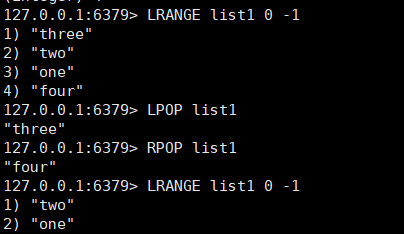 127.0.0.1:6379> LRANGE list1 0 -1
1) "three"
2) "two"
3) "one"
4) "four"
127.0.0.1:6379> LPOP list1
"three"
127.0.0.1:6379> RPOP list1
"four"
127.0.0.1:6379> LRANGE list1 0 -1
1) "two"
2) "one"